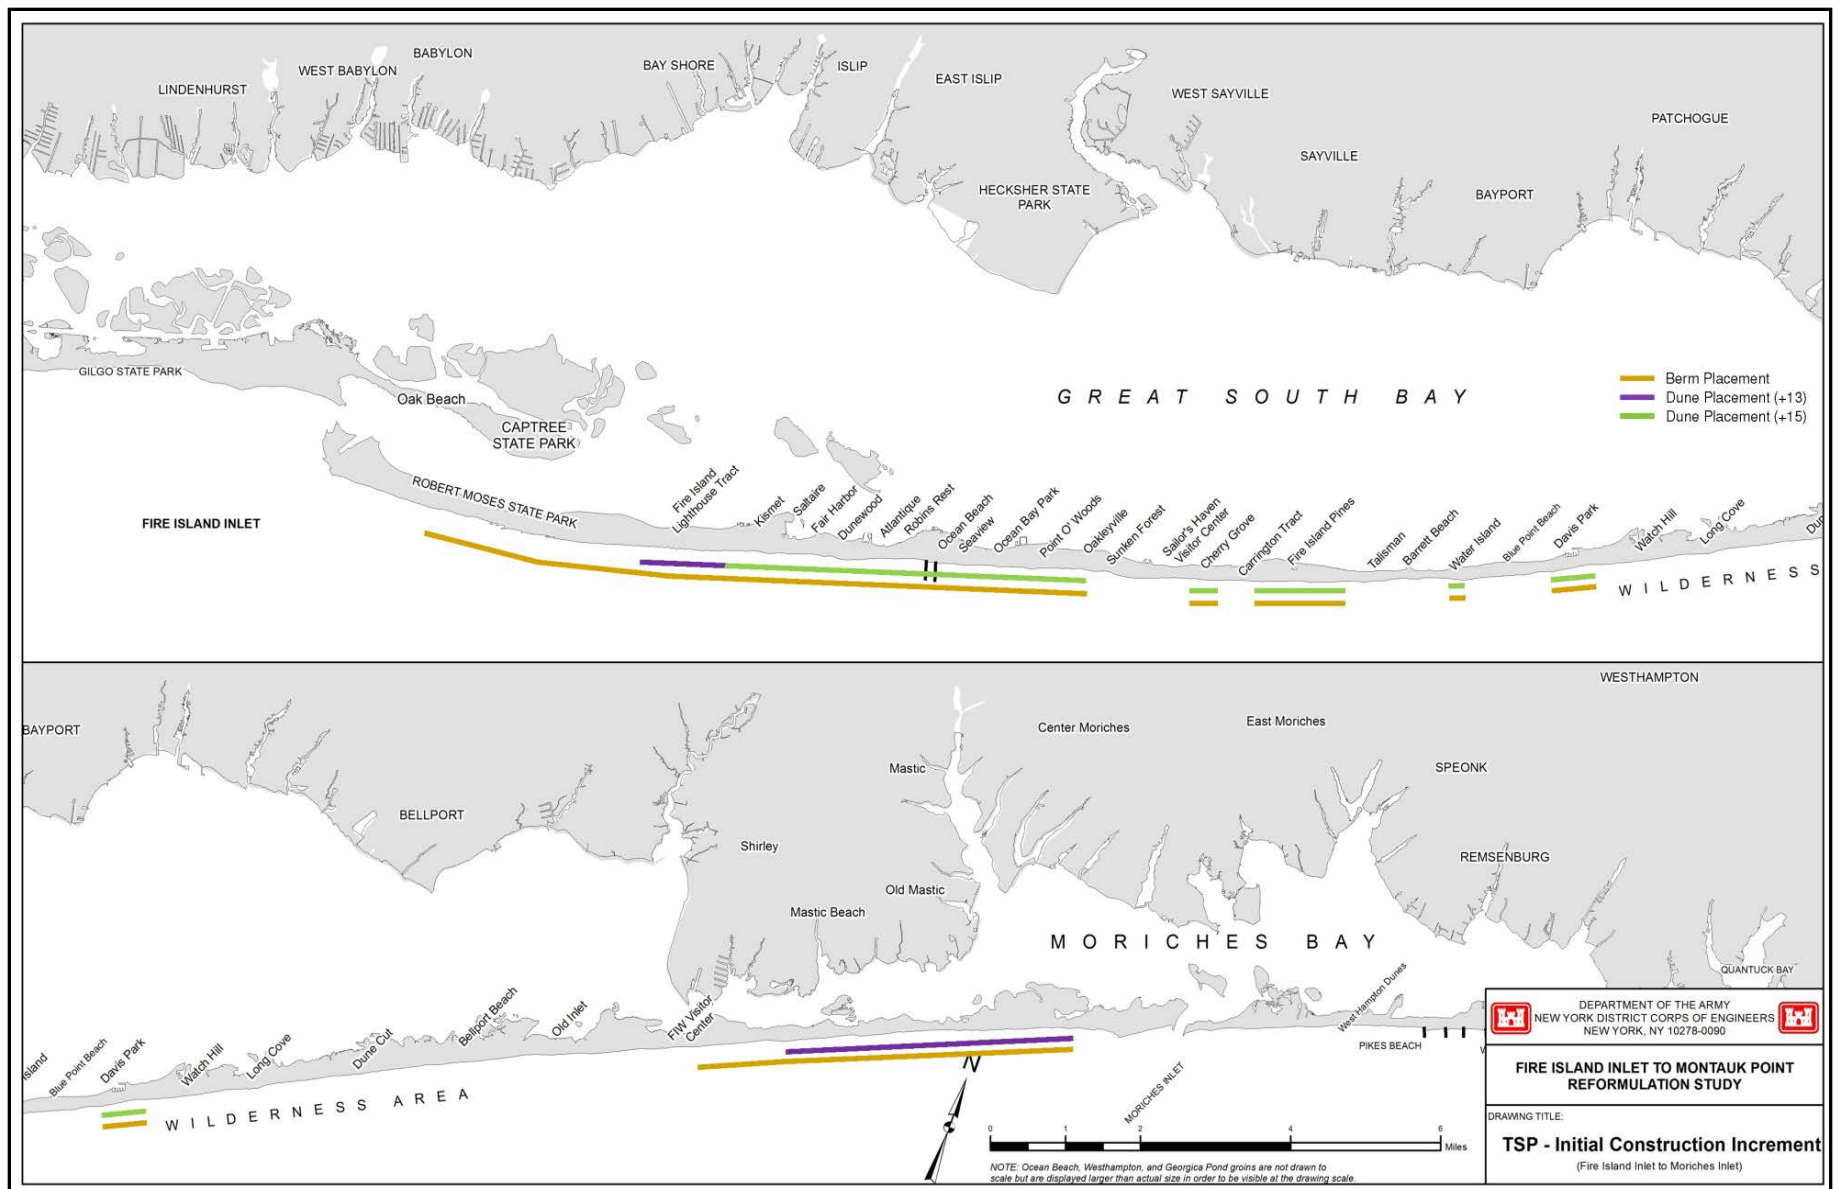 BABYLON
WEST BABYLON
LINDENHURST
BAY SHORE
ISLIP
EAST ISLIP
WEST SAYVILLE
PATCHOGUE
SAYVILLE
BAYPORT
HECKSHER STATE
PARK
GILGO STATE PARK
Oak Beach
CAPTREE
STATE PARK
GREAT SOUTH BAY
Berm Placement
Dune Placement (+13)
Dune Placement (+15)
ROBERT MOSES STATE PARK
FIRE ISLAND INLET
Fire Island
Lighthouse Tract
Kismet
Saltaire
Fair Harbor
Dunewood
Atlantique
Robins Rest
Ocean Beach
Seaview
Ocean Bay Park
Point O' Woods
Oakleyville
Sunken Forest
Sailor's Haven
Visitor Center
Cherry Grove
Carrington Tract
Fire Island Pines
Talisman
Barrett Beach
Water Island
Blue Point Beach
Davis Park
Watch Hill
Long Cove
Dun
WILDERNESS
WESTHAMPTON
BAYPORT
Center Moriches
East Moriches
Mastic
SPEONK
BELLPORT
Shirley
REMSENBURG
Old Mastic
Mastic Beach
MORICHES BAY
QUANTUCK BAY
Island
Blue Point Beach
Davis Park
Watch Hill
Long Cove
Dune Cut
Bellport Beach
Old Inlet
FIW Visitor
Center
West Hampton Dunes
PIKES BEACH
W
WILDERNESS AREA
MORICHES INLET
N
0 1 2 4 6
Miles
NOTE: Ocean Beach, Westhampton, and Georgica Pond groins are not drawn to
scale but are displayed larger than actual size in order to be visible at the drawing scale.
DEPARTMENT OF THE ARMY
NEW YORK DISTRICT CORPS OF ENGINEERS
NEW YORK, NY 10278-0090
FIRE ISLAND INLET TO MONTAUK POINT
REFORMULATION STUDY
DRAWING TITLE:
TSP - Initial Construction Increment
(Fire Island Inlet to Moriches Inlet)